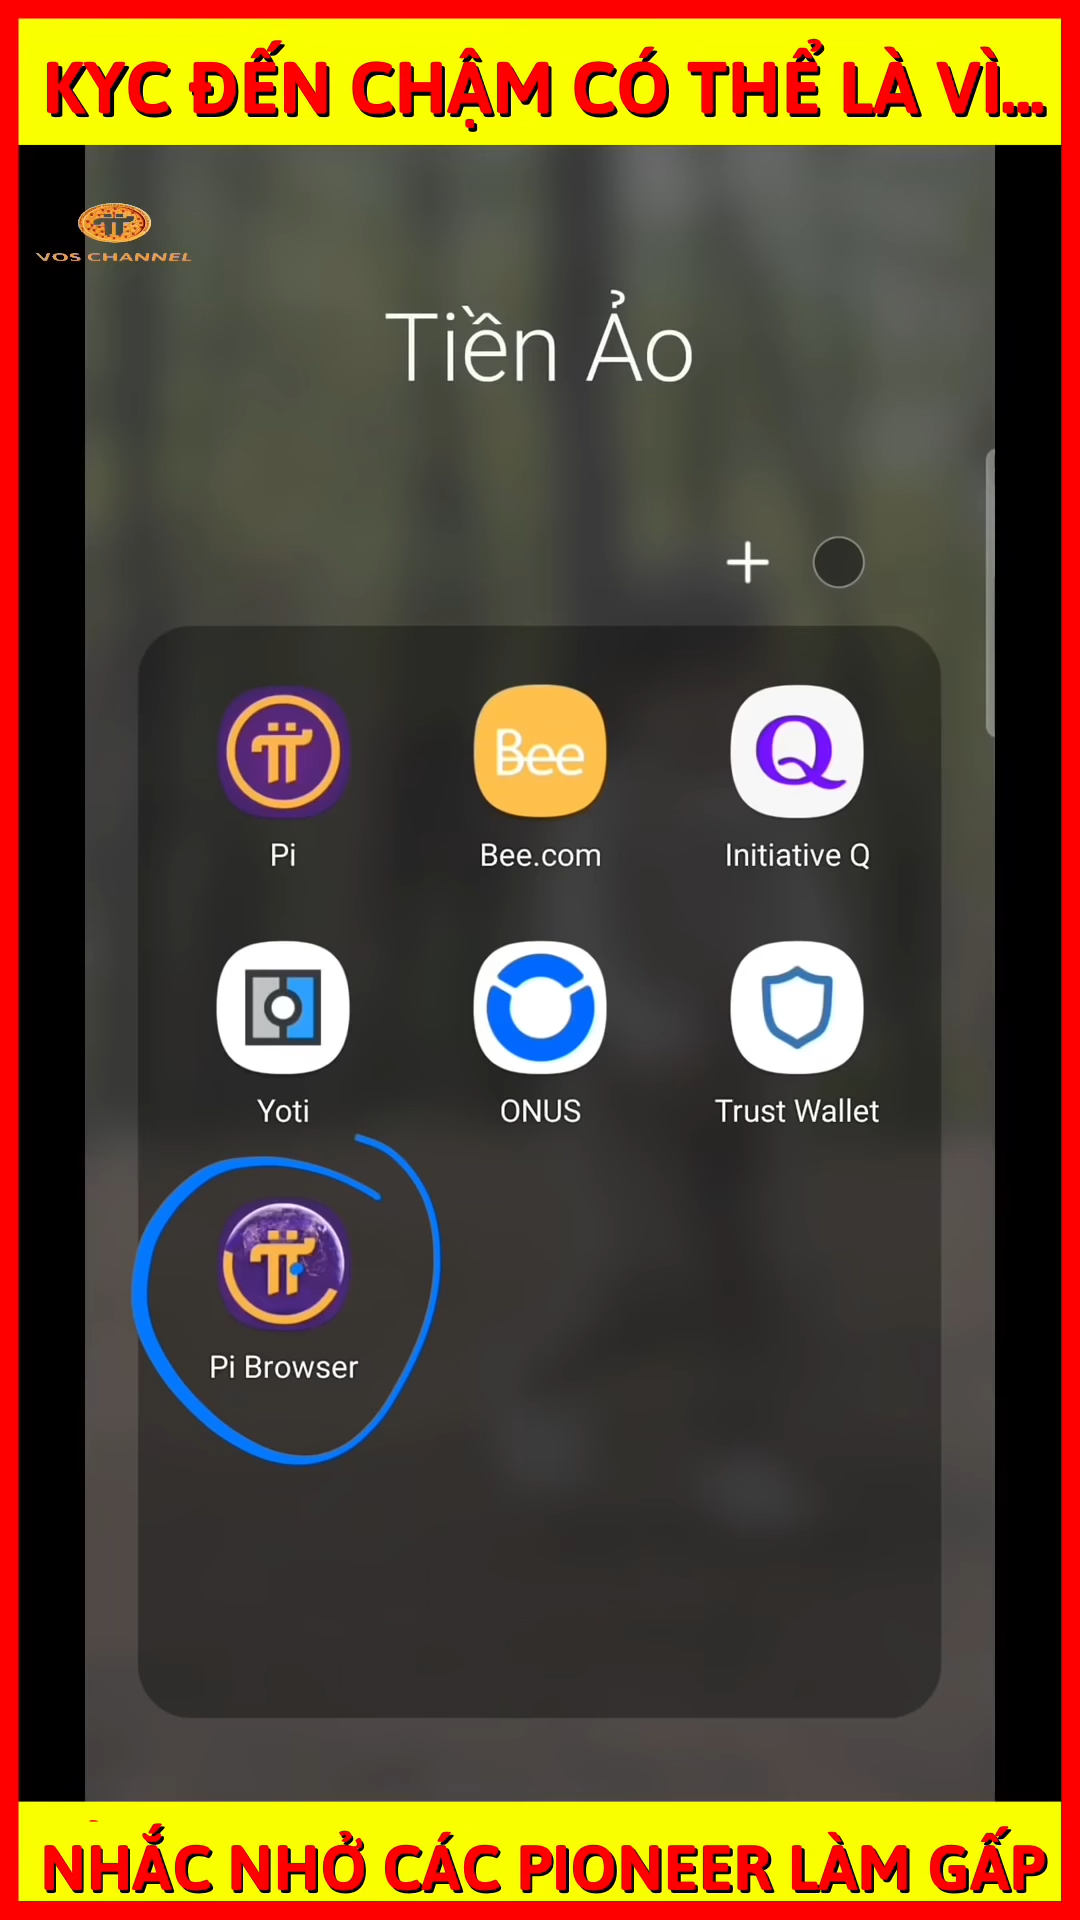 KYC ĐẾN CHẬM CÓ THỂ LÀ VÌ...
VOS CHANNEL
Tiền Ảo
Pi
Bee
Bee.com
Q
Initiative Q
Yoti
ONUS
Trust Wallet
Pi Browser
NHẮC NHỞ CÁC PIONEER LÀM GẤP